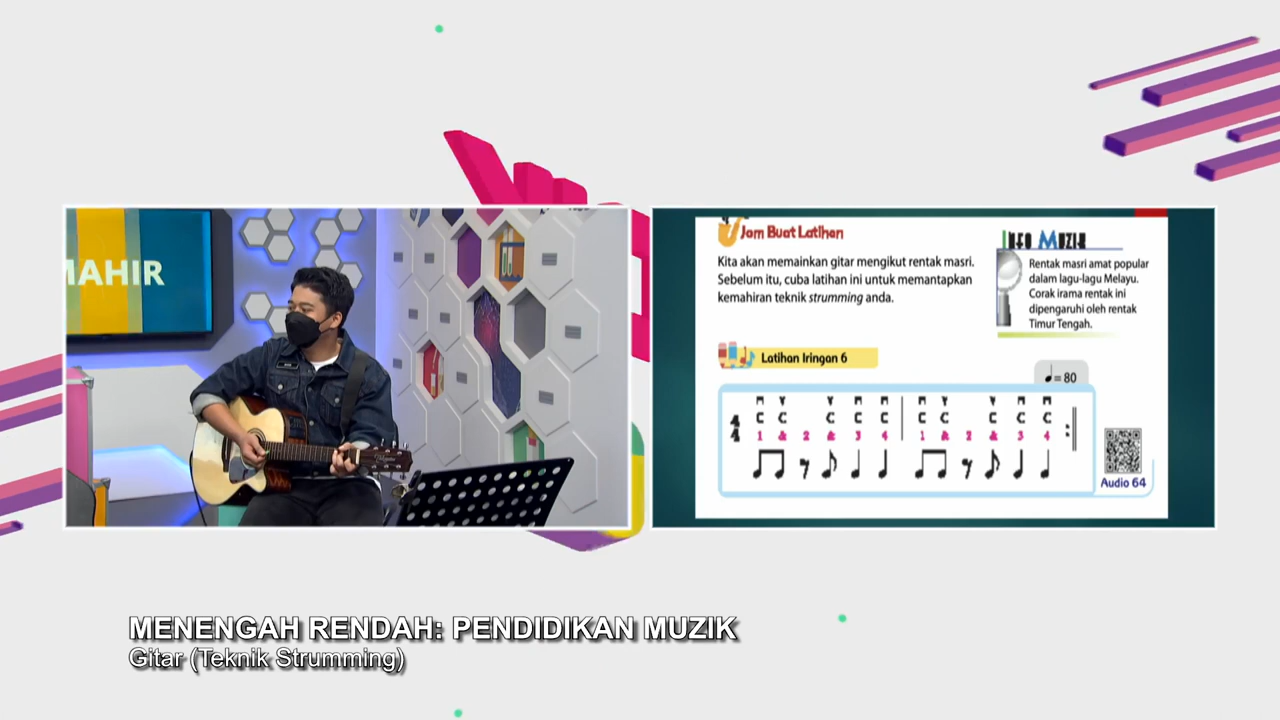 MAHIR
Jom Buat Latihan
Kita akan memainkan gitar mengikut rentak masri.
Sebelum itu, cuba latihan ini untuk memantapkan
kemahiran teknik strumming anda.
INFO MUZIK
Rentak masri amat popular
dalam lagu-lagu Melayu.
Corak irama rentak ini
dipengaruhi oleh rentak
Timur Tengah.
Latihan Iringan 6
= 80
C C C C C C C C C C
4 1 & 2 & 3 4 1 & 2 & 3 4
4
Audio 64
MENENGAH RENDAH: PENDIDIKAN MUZIK
Gitar (Teknik Strumming)